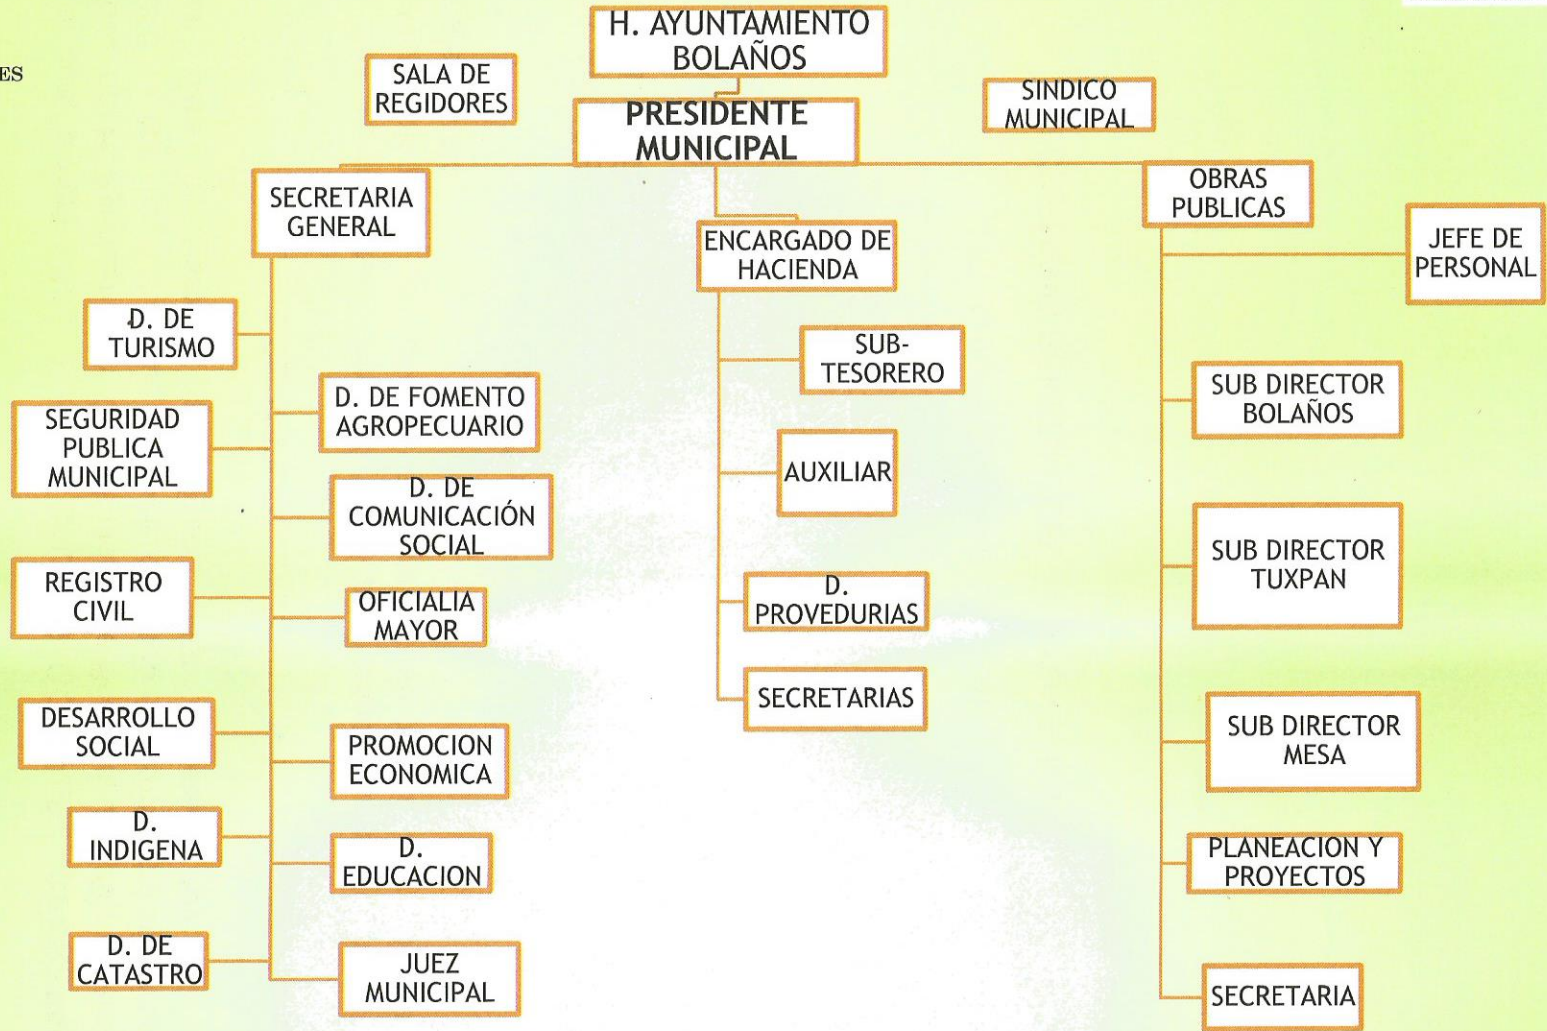 H. AYUNTAMIENTO
BOLAÑOS
ES
SALA DE
REGIDORES
SINDICO
MUNICIPAL
PRESIDENTE
MUNICIPAL
SECRETARIA
GENERAL
ENCARGADO DE
HACIENDA
OBRAS
PUBLICAS
JEFE DE
PERSONAL
D. DE
TURISMO
D. DE FOMENTO
AGROPECUARIO
SEGURIDAD
PUBLICA
MUNICIPAL
D. DE
COMUNICACIÓN
SOCIAL
REGISTRO
CIVIL
OFICIALIA
MAYOR
DESARROLLO
SOCIAL
PROMOCION
ECONOMICA
D.
INDIGENA
D.
EDUCACION
D. DE
CATASTRO
JUEZ
MUNICIPAL
SUB-
TESORERO
AUXILIAR
D.
PROVEDURIAS
SECRETARIAS
SUB DIRECTOR
BOLAÑOS
SUB DIRECTOR
TUXPAN
SUB DIRECTOR
MESA
PLANEACION Y
PROYECTOS
SECRETARIA